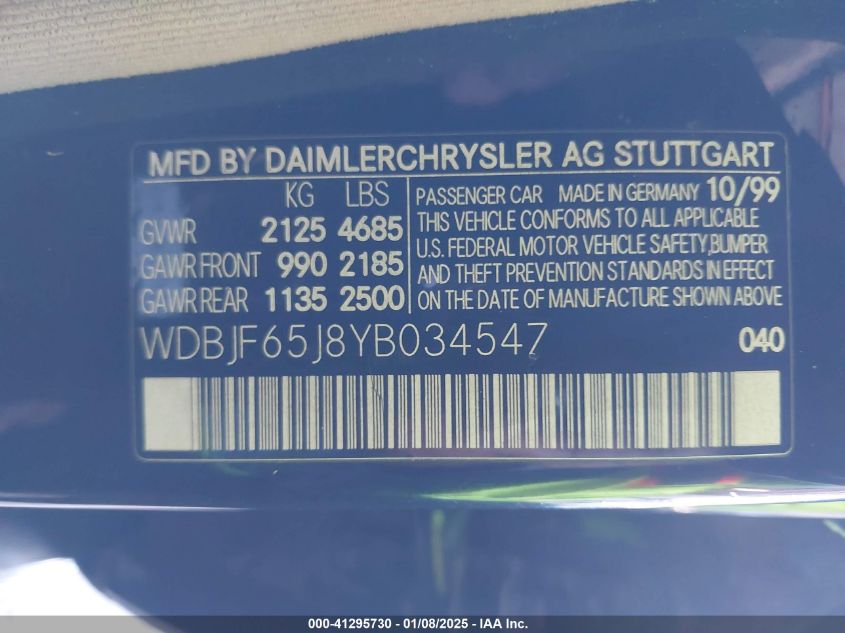 MFD BY DAIMLERCHRYSLER AG STUTTGART
KG LBS
GVWR 2125 4685
GAWR FRONT 990 2185
GAWR REAR 1135 2500
PASSENGER CAR MADE IN GERMANY 10/99
THIS VEHICLE CONFORMS TO ALL APPLICABLE
U.S. FEDERAL MOTOR VEHICLE SAFETY,BUMPER
AND THEFT PREVENTION STANDARDS IN EFFECT
ON THE DATE OF MANUFACTURE SHOWN ABOVE
WDBJF65J8YB034547 040
000-41295730 - 01/08/2025 - IAA Inc.